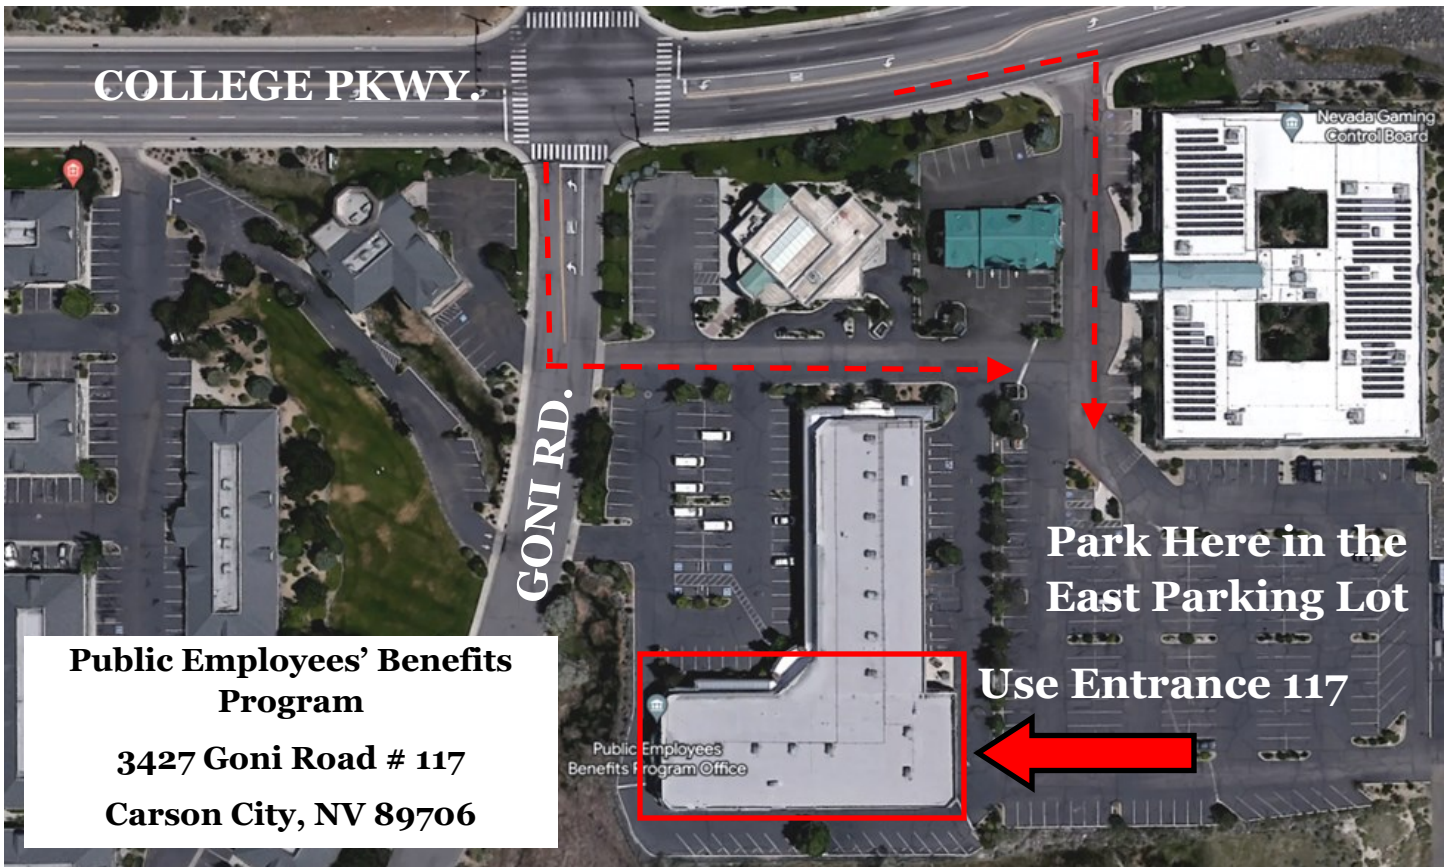 COLLEGE PKWY.
Nevada Gaming
Control Board
GONI RD.
Park Here in the
East Parking Lot
Use Entrance 117
Public Employees
Benefits Program Office
Public Employees’ Benefits
Program
3427 Goni Road # 117
Carson City, NV 89706